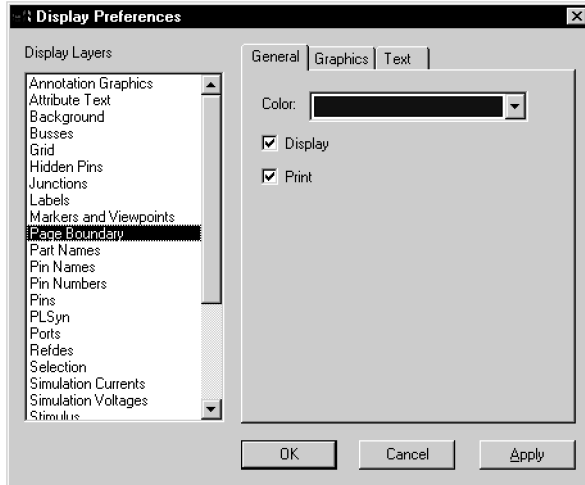 Display Preferences
Display Layers
Annotation Graphics
Attribute Text
Background
Busses
Grid
Hidden Pins
Junctions
Labels
Markers and Viewpoints
Page Boundary
Part Names
Pin Names
Pin Numbers
Pins
PLSyn
Ports
Refdes
Selection
Simulation Currents
Simulation Voltages
Stimulus
General Graphics Text
Color:
Display
Print
OK Cancel Apply